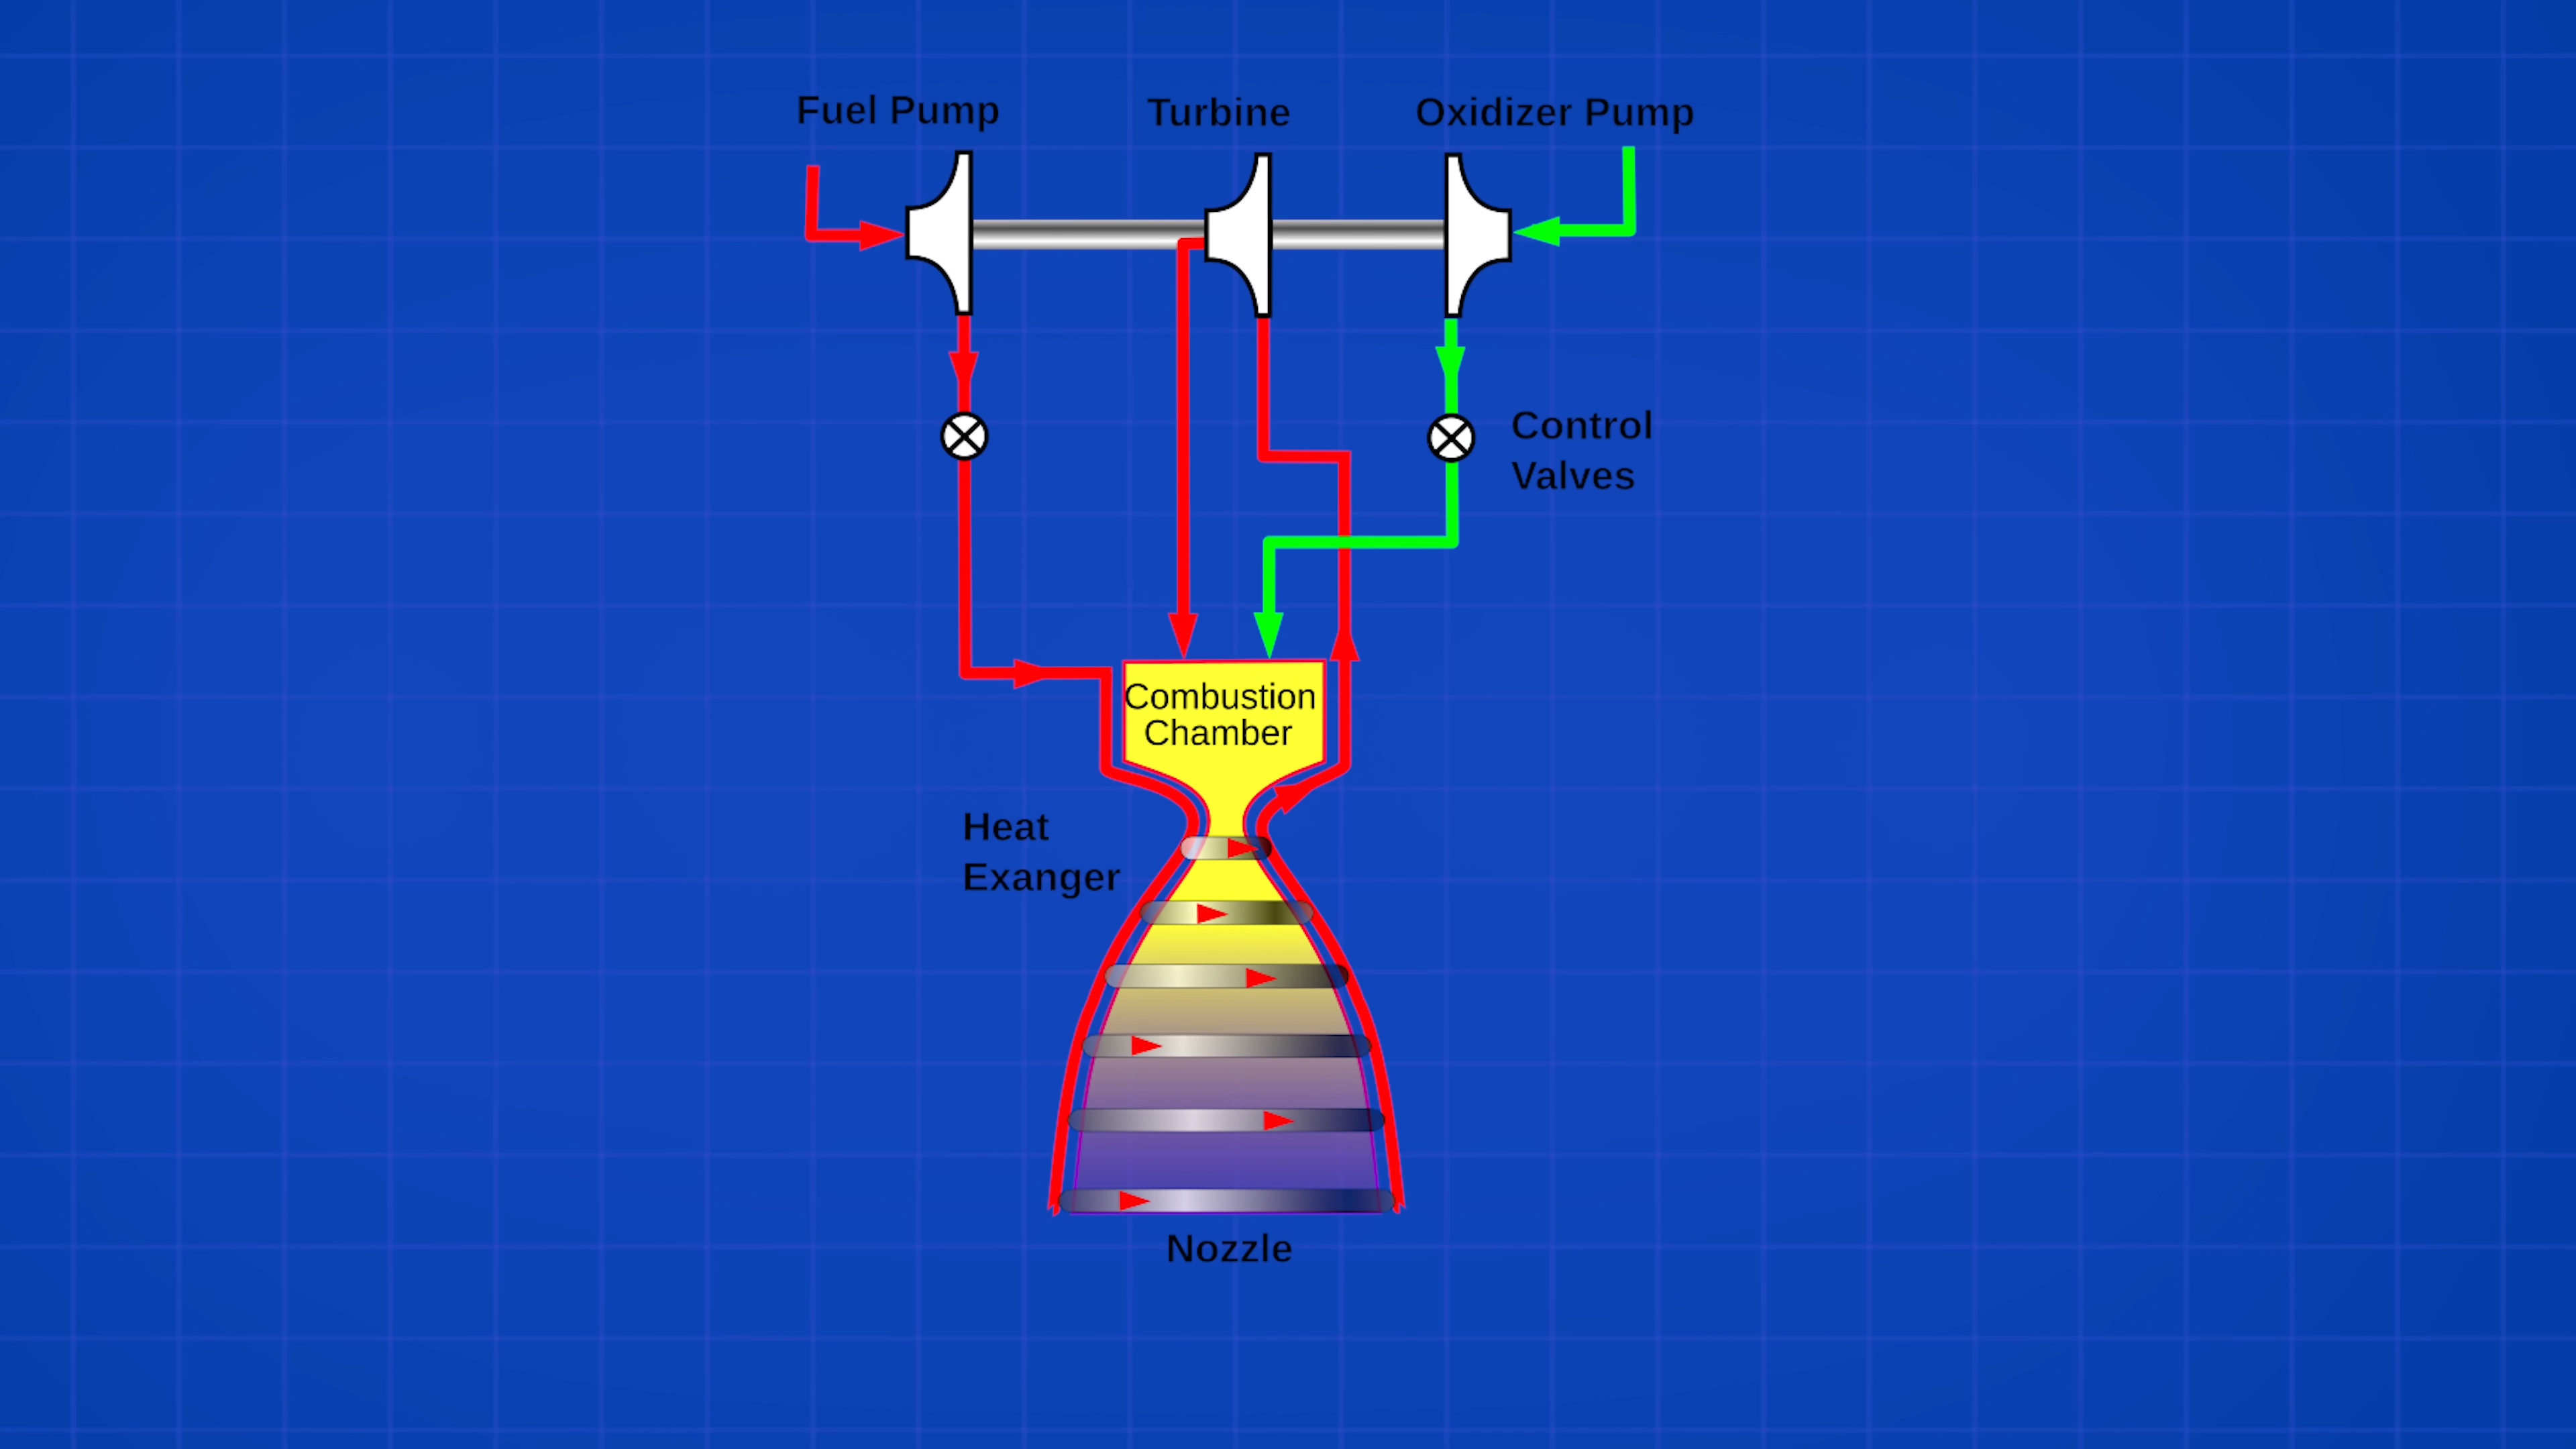 Fuel Pump
Turbine
Oxidizer Pump
Control
Valves
Combustion
Chamber
Heat
Exanger
Nozzle